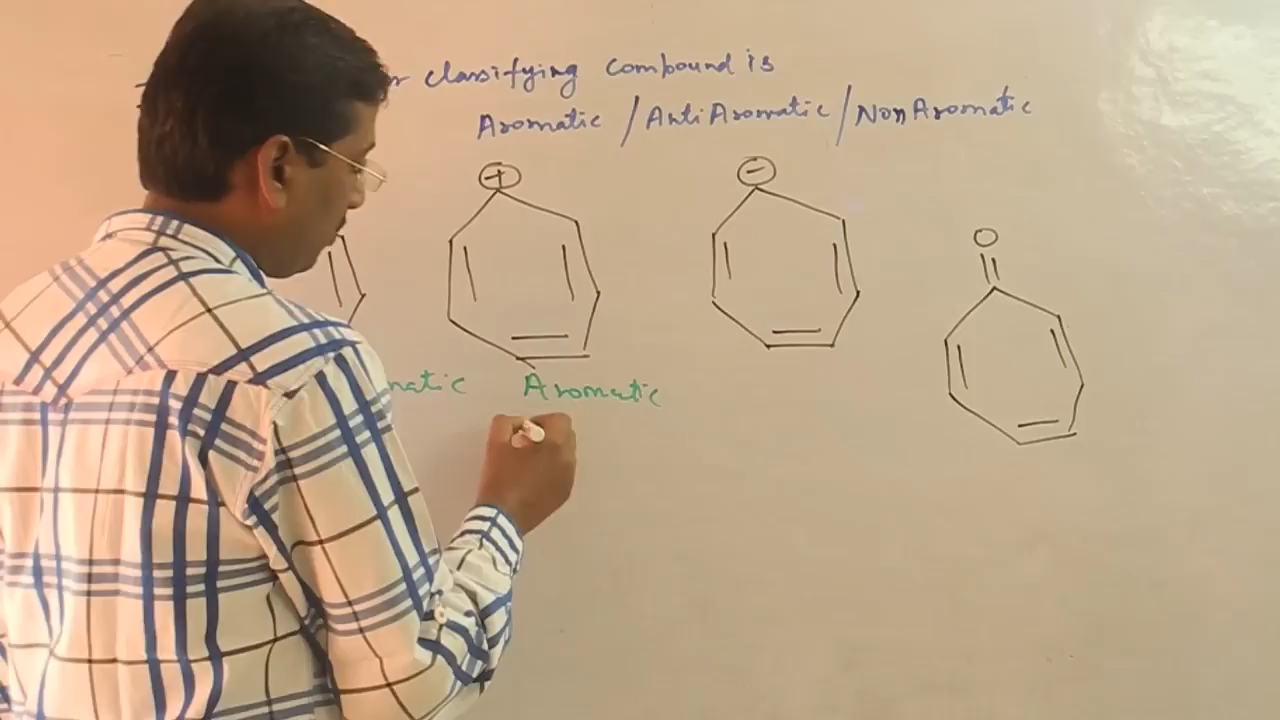 classifying compound is
Aromatic / AntiAromatic / NonAromatic
+
-
O
Aromatic